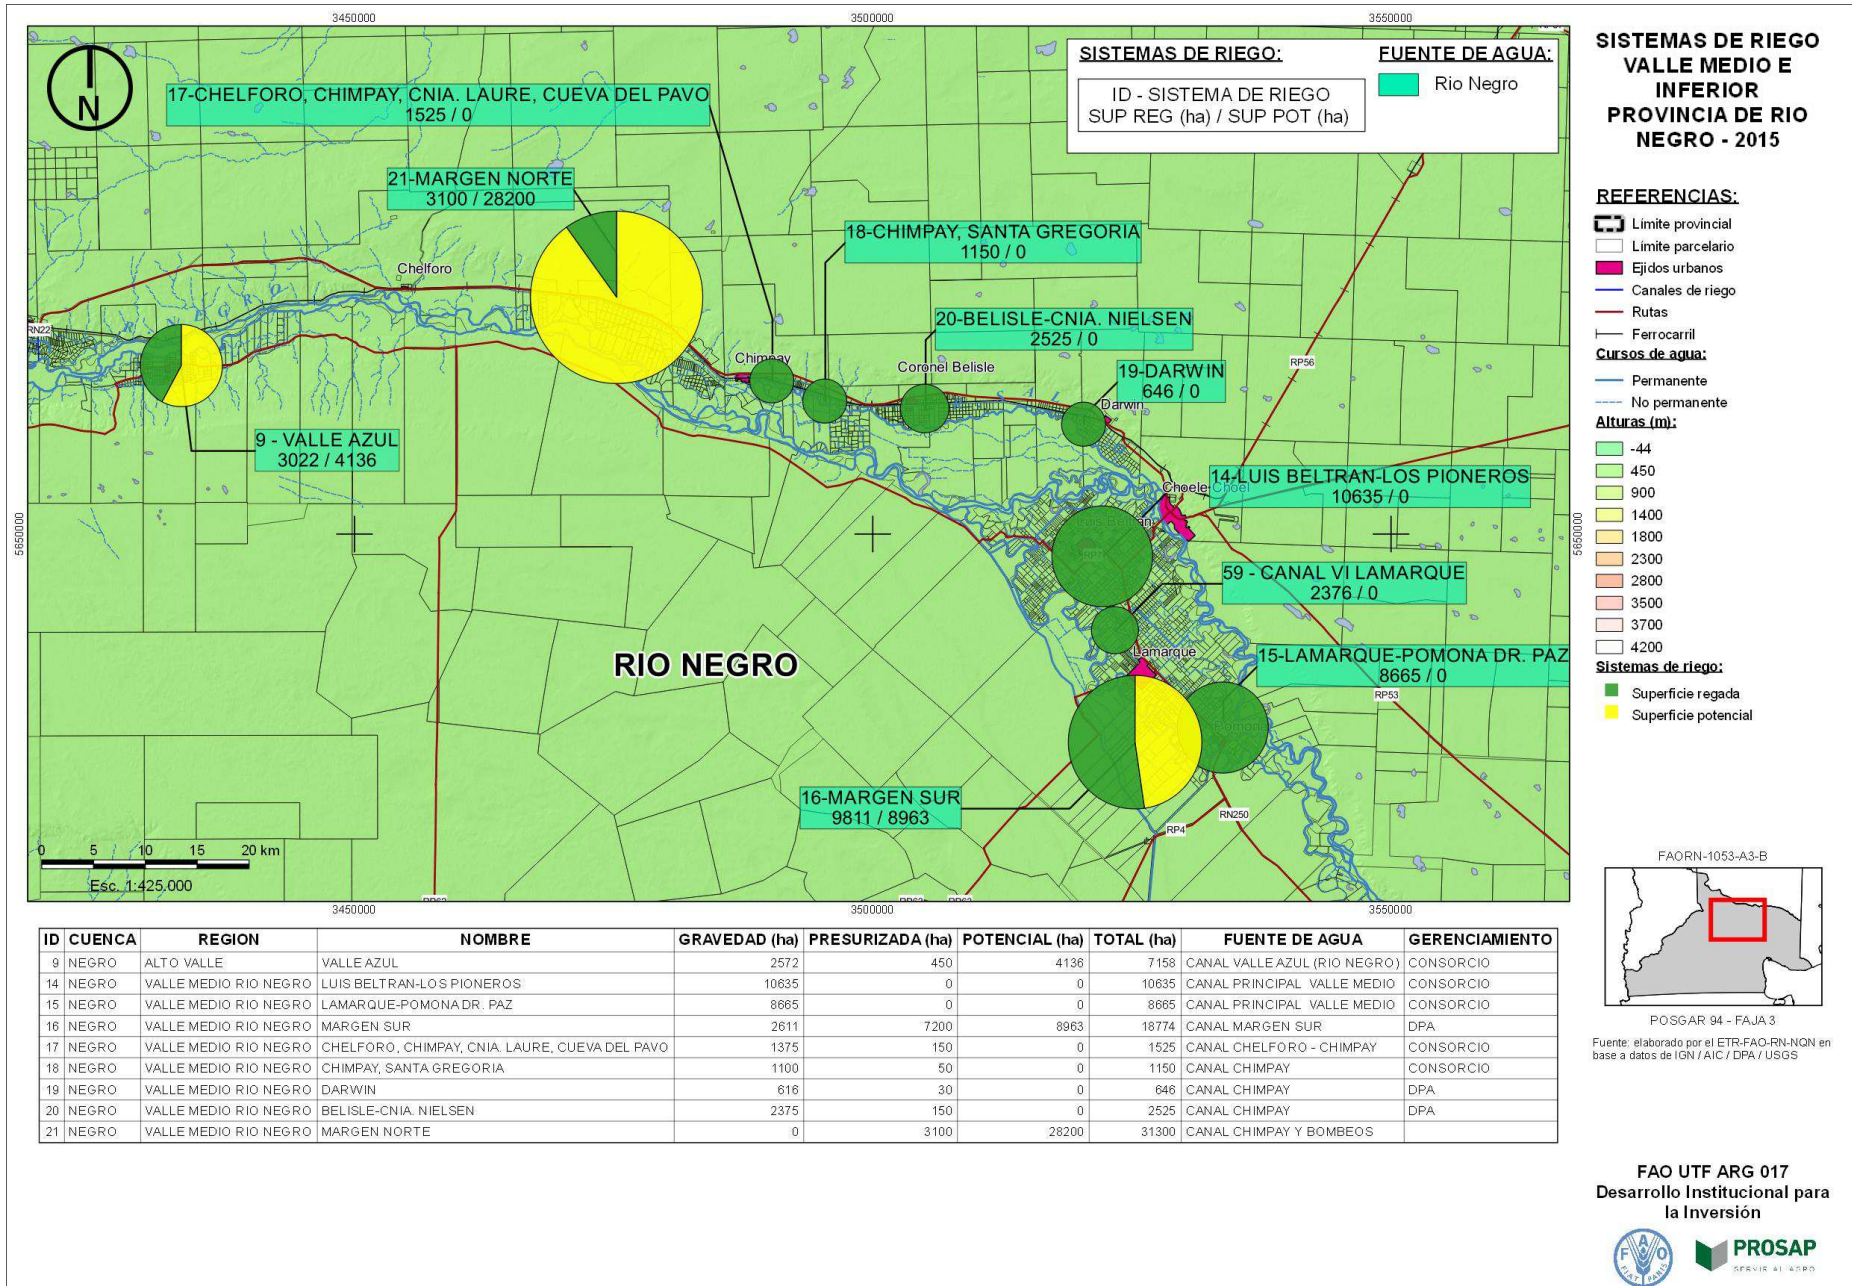 3450000
3500000
3550000
N
17-CHELFORO, CHIMPAY, CNIA. LAURE, CUEVA DEL PAVO
1525 / 0
21-MARGEN NORTE
3100 / 28200
18-CHIMPAY, SANTA GREGORIA
1150 / 0
20-BELISLE-CNIA. NIELSEN
2525 / 0
19-DARWIN
646 / 0
9 - VALLE AZUL
3022 / 4136
14-LUIS BELTRAN-LOS PIONEROS
10635 / 0
59 - CANAL VI LAMARQUE
2376 / 0
15-LAMARQUE-POMONA DR. PAZ
8665 / 0
16-MARGEN SUR
9811 / 8963
SISTEMAS DE RIEGO:
ID - SISTEMA DE RIEGO
SUP REG (ha) / SUP POT (ha)
FUENTE DE AGUA:
Rio Negro
Chelforo
Chimpay
Coronel Belisle
Darwin
Choele Choel
Luis Beltran
Lamarque
RIO NEGRO
RN22
RP56
RP53
RN250
RP4
5650000
5650000
0 5 10 15 20 km
Esc. 1:425.000
3450000
3500000
3550000
SISTEMAS DE RIEGO
VALLE MEDIO E
INFERIOR
PROVINCIA DE RIO
NEGRO - 2015
REFERENCIAS:
Límite provincial
Límite parcelario
Ejidos urbanos
Canales de riego
Rutas
Ferrocarril
Cursos de agua:
Permanente
No permanente
Alturas (m):
-44
450
900
1400
1800
2300
2800
3500
3700
4200
Sistemas de riego:
Superficie regada
Superficie potencial
FAORN-1053-A3-B
POSGAR 94 - FAJA 3
Fuente: elaborado por el ETR-FAO-RN-NQN en
base a datos de IGN / AIC / DPA / USGS
ID CUENCA REGION NOMBRE GRAVEDAD (ha) PRESURIZADA (ha) POTENCIAL (ha) TOTAL (ha) FUENTE DE AGUA GERENCIAMIENTO
9 NEGRO ALTO VALLE VALLE AZUL 2572 450 4136 7158 CANAL VALLE AZUL (RIO NEGRO) CONSORCIO
14 NEGRO VALLE MEDIO RIO NEGRO LUIS BELTRAN-LOS PIONEROS 10635 0 0 10635 CANAL PRINCIPAL VALLE MEDIO CONSORCIO
15 NEGRO VALLE MEDIO RIO NEGRO LAMARQUE-POMONA DR. PAZ 8665 0 0 8665 CANAL PRINCIPAL VALLE MEDIO CONSORCIO
16 NEGRO VALLE MEDIO RIO NEGRO MARGEN SUR 2611 7200 8963 18774 CANAL MARGEN SUR DPA
17 NEGRO VALLE MEDIO RIO NEGRO CHELFORO, CHIMPAY, CNIA. LAURE, CUEVA DEL PAVO 1375 150 0 1525 CANAL CHELFORO - CHIMPAY CONSORCIO
18 NEGRO VALLE MEDIO RIO NEGRO CHIMPAY, SANTA GREGORIA 1100 50 0 1150 CANAL CHIMPAY CONSORCIO
19 NEGRO VALLE MEDIO RIO NEGRO DARWIN 616 30 0 646 CANAL CHIMPAY DPA
20 NEGRO VALLE MEDIO RIO NEGRO BELISLE-CNIA. NIELSEN 2375 150 0 2525 CANAL CHIMPAY DPA
21 NEGRO VALLE MEDIO RIO NEGRO MARGEN NORTE 0 3100 28200 31300 CANAL CHIMPAY Y BOMBEOS
FAO UTF ARG 017
Desarrollo Institucional para
la Inversión
FAO
FIAT PANIS
PROSAP
SERVIR AL AGRO